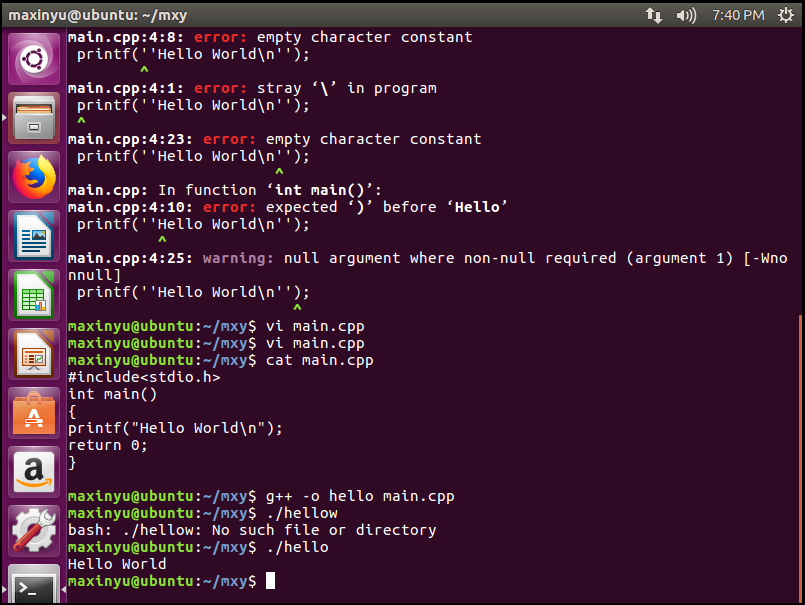 maxinyu@ubuntu: ~/mxy
7:40 PM
main.cpp:4:8: error: empty character constant
 printf(''Hello World\n'');
        ^
main.cpp:4:1: error: stray ‘\’ in program
 printf(''Hello World\n'');
 ^
main.cpp:4:23: error: empty character constant
 printf(''Hello World\n'');
                       ^
main.cpp: In function ‘int main()’:
main.cpp:4:10: error: expected ‘)’ before ‘Hello’
 printf(''Hello World\n'');
          ^
main.cpp:4:25: warning: null argument where non-null required (argument 1) [-Wno
nnull]
 printf(''Hello World\n'');
                         ^
maxinyu@ubuntu:~/mxy$ vi main.cpp
maxinyu@ubuntu:~/mxy$ vi main.cpp
maxinyu@ubuntu:~/mxy$ cat main.cpp
#include<stdio.h>
int main()
{
printf("Hello World\n");
return 0;
}
maxinyu@ubuntu:~/mxy$ g++ -o hello main.cpp
maxinyu@ubuntu:~/mxy$ ./hellow
bash: ./hellow: No such file or directory
maxinyu@ubuntu:~/mxy$ ./hello
Hello World
maxinyu@ubuntu:~/mxy$